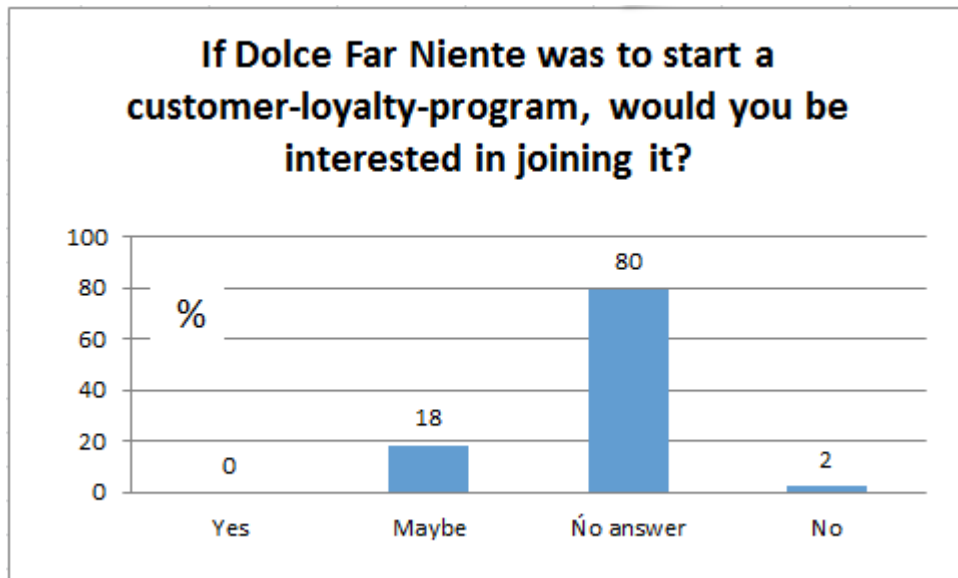 If Dolce Far Niente was to start a
customer-loyalty-program, would you be
interested in joining it?
100
80
60
40
20
0
%
0
18
80
2
Yes
Maybe
Ńo answer
No